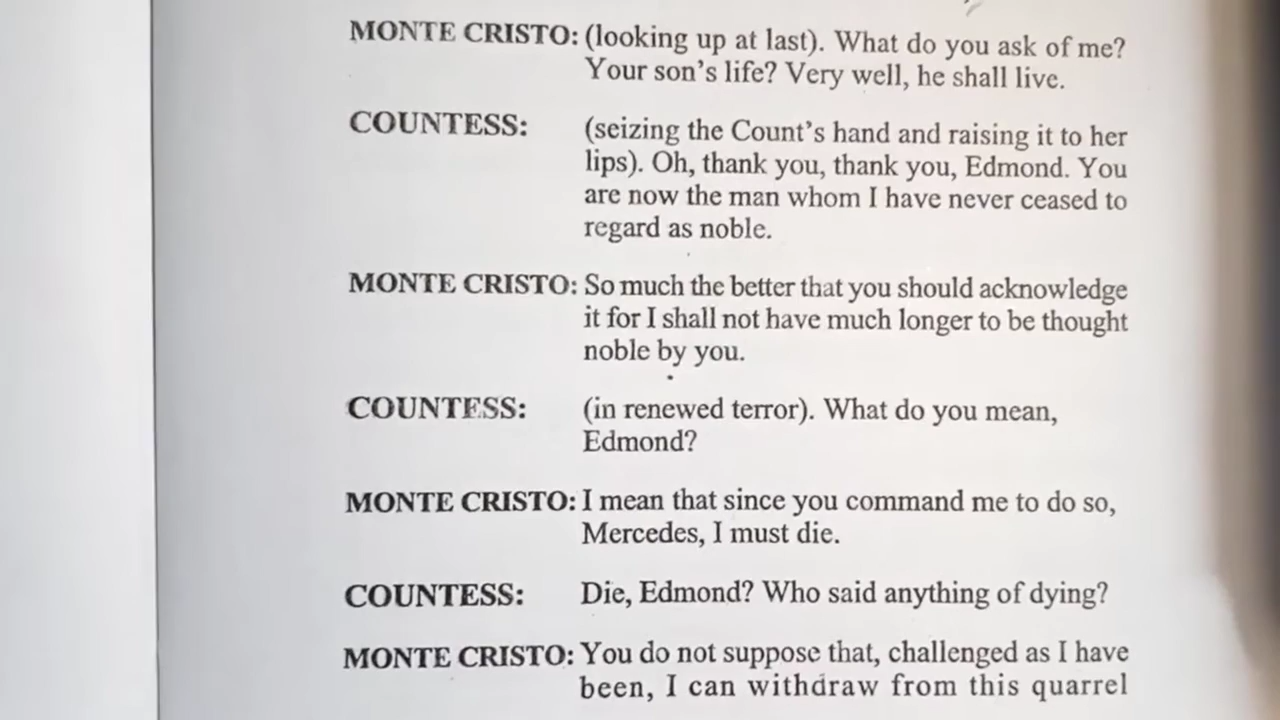 MONTE CRISTO: (looking up at last). What do you ask of me?
Your son's life? Very well, he shall live.
COUNTESS: (seizing the Count's hand and raising it to her
lips). Oh, thank you, thank you, Edmond. You
are now the man whom I have never ceased to
regard as noble.
MONTE CRISTO: So much the better that you should acknowledge
it for I shall not have much longer to be thought
noble by you.
COUNTESS: (in renewed terror). What do you mean,
Edmond?
MONTE CRISTO: I mean that since you command me to do so,
Mercedes, I must die.
COUNTESS: Die, Edmond? Who said anything of dying?
MONTE CRISTO: You do not suppose that, challenged as I have
been, I can withdraw from this quarrel